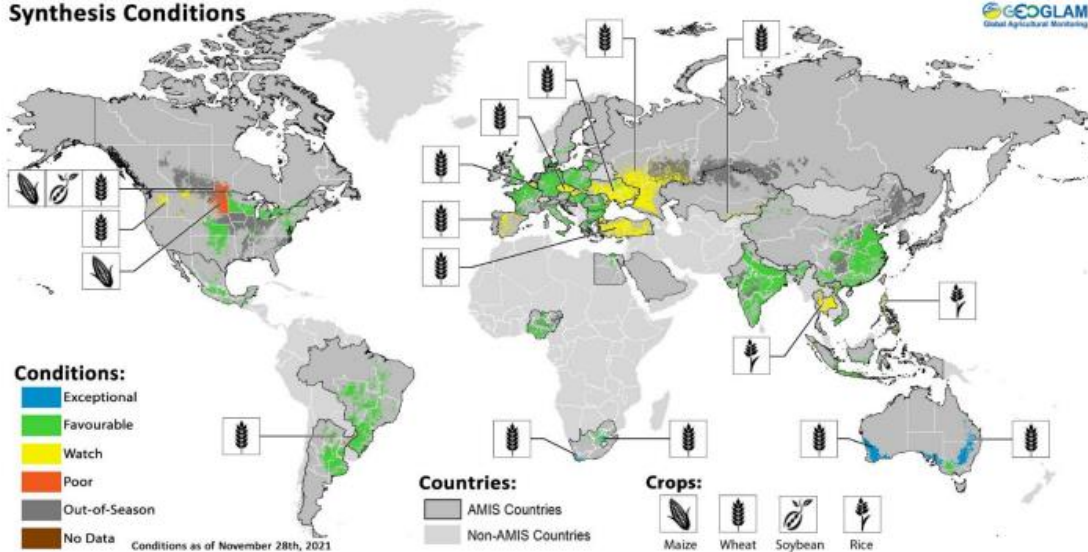 Synthesis Conditions
GEOGLAM
Global Agricultural Monitoring
Conditions:
Exceptional
Favourable
Watch
Poor
Out-of-Season
No Data
Conditions as of November 28th, 2021
Countries:
AMIS Countries
Non-AMIS Countries
Crops:
Maize
Wheat
Soybean
Rice